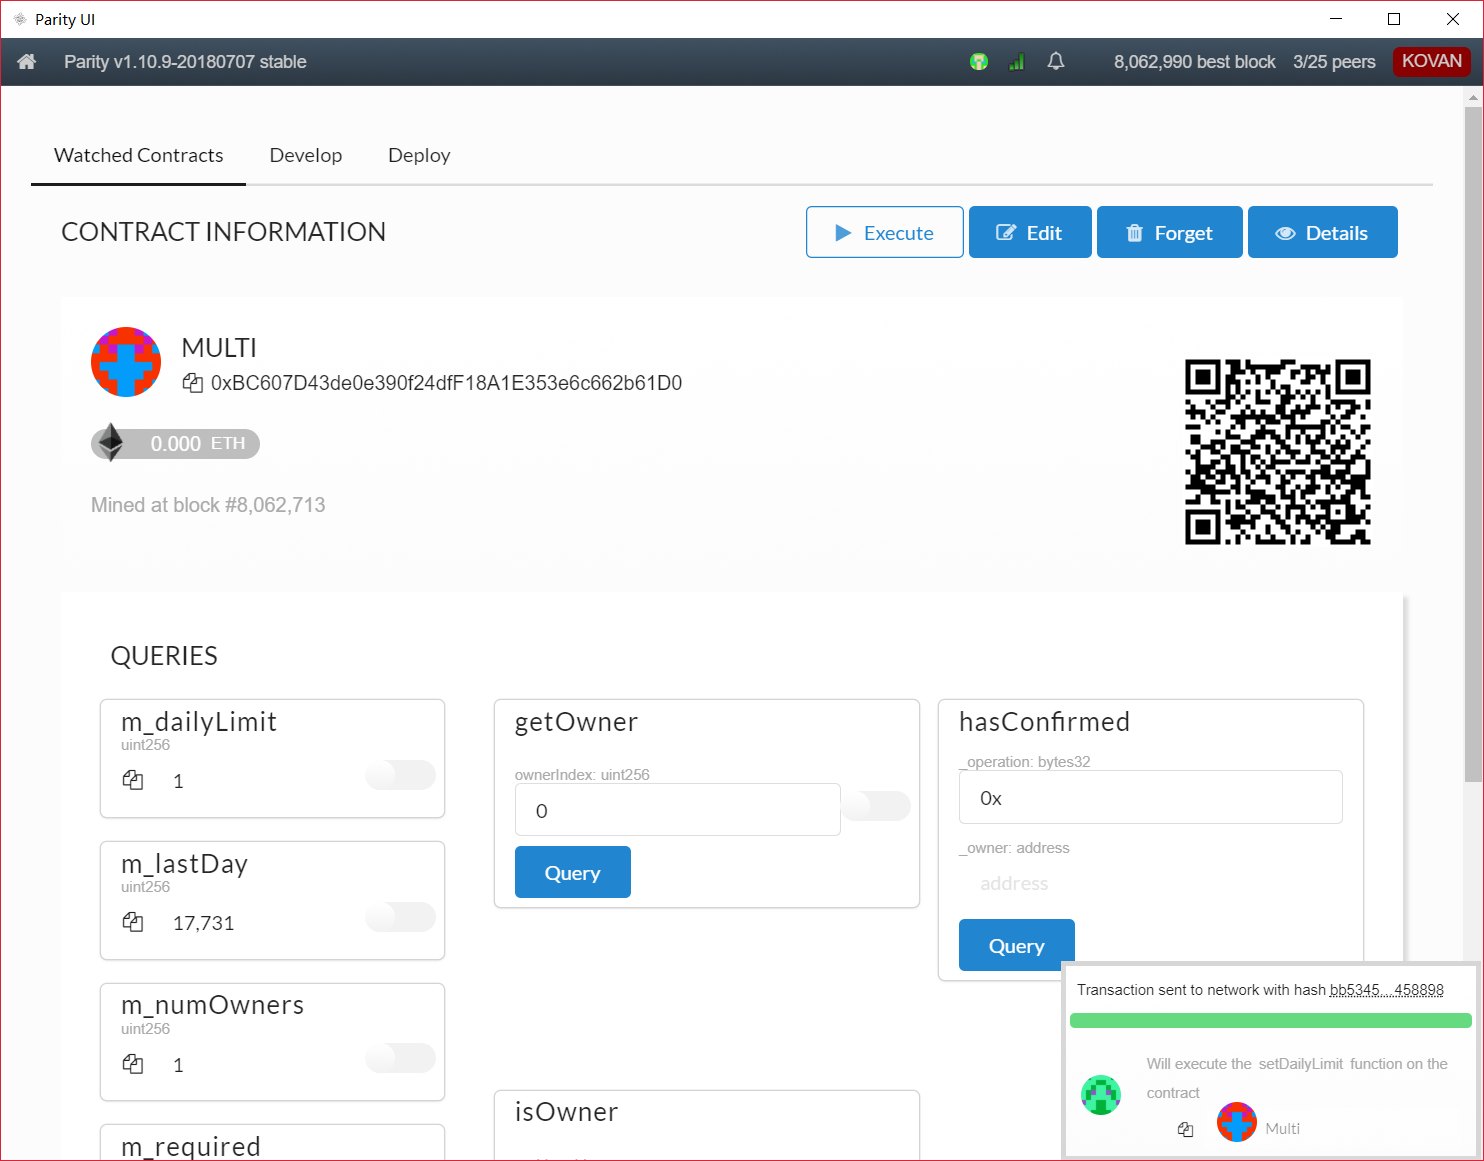 Parity UI
Parity v1.10.9-20180707 stable
8,062,990 best block
3/25 peers
KOVAN
Watched Contracts
Develop
Deploy
CONTRACT INFORMATION
Execute
Edit
Forget
Details
MULTI
0xBC607D43de0e390f24dfF18A1E353e6c662b61D0
0.000 ETH
Mined at block #8,062,713
QUERIES
m_dailyLimit
uint256
1
m_lastDay
uint256
17,731
m_numOwners
uint256
1
m_required
getOwner
ownerIndex: uint256
0
Query
isOwner
hasConfirmed
_operation: bytes32
0x
_owner: address
address
Query
Transaction sent to network with hash bb5345...458898
Will execute the setDailyLimit function on the
contract
Multi